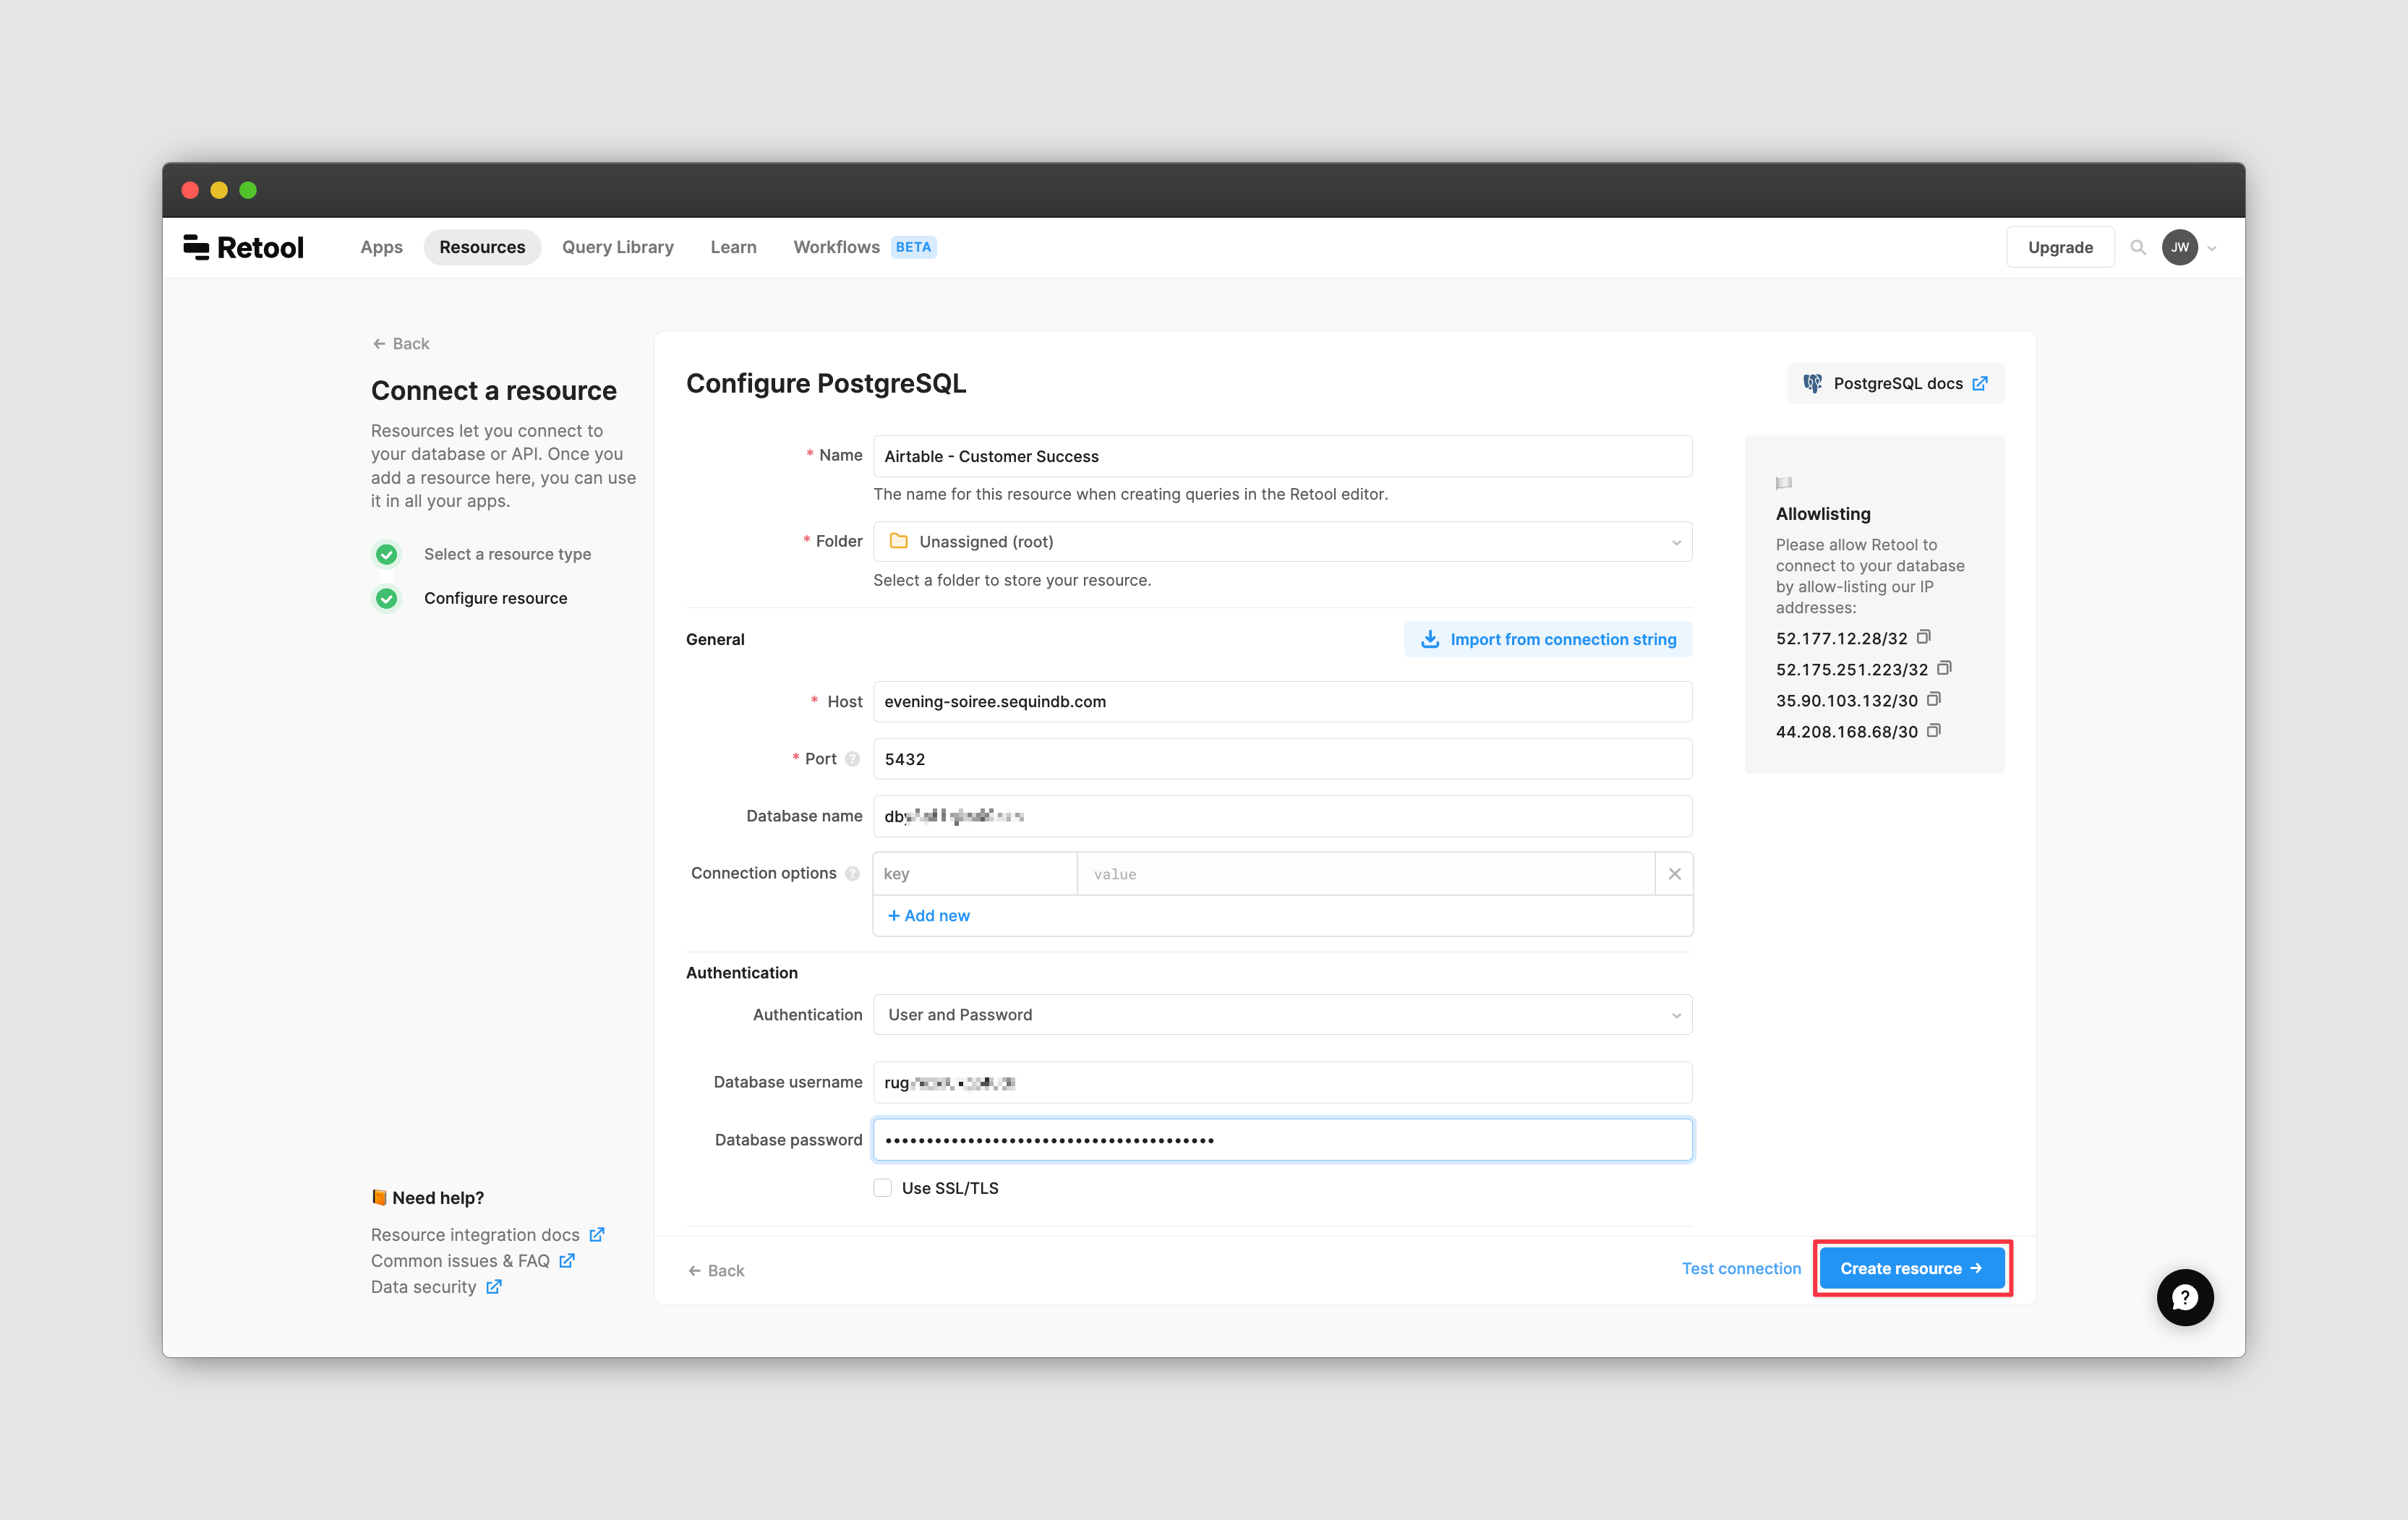 Retool
Apps
Resources
Query Library
Learn
Workflows BETA
Upgrade
JW
← Back
Connect a resource
Resources let you connect to
your database or API. Once you
add a resource here, you can use
it in all your apps.
Select a resource type
Configure resource
Need help?
Resource integration docs
Common issues & FAQ
Data security
Configure PostgreSQL
PostgreSQL docs
* Name
Airtable - Customer Success
The name for this resource when creating queries in the Retool editor.
* Folder
Unassigned (root)
Select a folder to store your resource.
General
Import from connection string
* Host
evening-soiree.sequindb.com
* Port ?
5432
Database name
Connection options ?
key
value
+ Add new
Authentication
Authentication
User and Password
Database username
Database password
••••••••••••••••••••••••••••••••••••••••
Use SSL/TLS
← Back
Test connection
Create resource →
Allowlisting
Please allow Retool to
connect to your database
by allow-listing our IP
addresses:
52.177.12.28/32
52.175.251.223/32
35.90.103.132/30
44.208.168.68/30
?